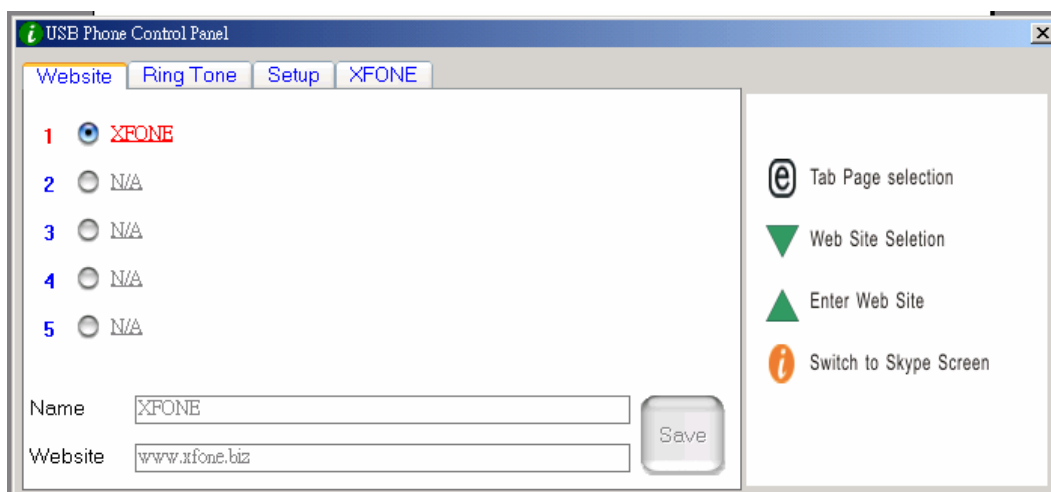 USB Phone Control Panel
Website Ring Tone Setup XFONE
1 XFONE
2 N/A
3 N/A
4 N/A
5 N/A
Name XFONE
Website www.xfone.biz
Save
Tab Page selection
Web Site Seletion
Enter Web Site
Switch to Skype Screen